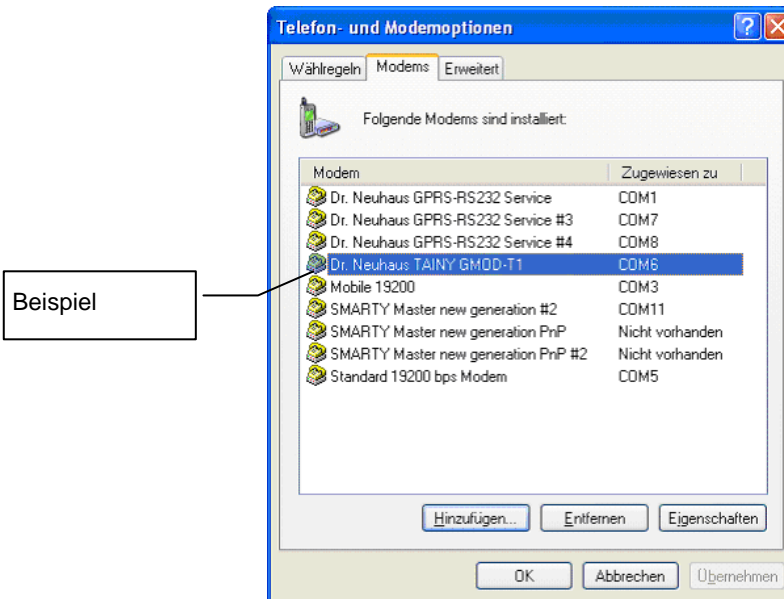 Telefon- und Modemoptionen
Wählregeln Modems Erweitert
Folgende Modems sind installiert:
Modem Zugewiesen zu
Dr. Neuhaus GPRS-RS232 Service COM1
Dr. Neuhaus GPRS-RS232 Service #3 COM7
Dr. Neuhaus GPRS-RS232 Service #4 COM8
Dr. Neuhaus TAINY GMOD-T1 COM6
Mobile 19200 COM3
SMARTY Master new generation #2 COM11
SMARTY Master new generation PnP Nicht vorhanden
SMARTY Master new generation PnP #2 Nicht vorhanden
Standard 19200 bps Modem COM5
Beispiel
Hinzufügen... Entfernen Eigenschaften
OK Abbrechen Übernehmen